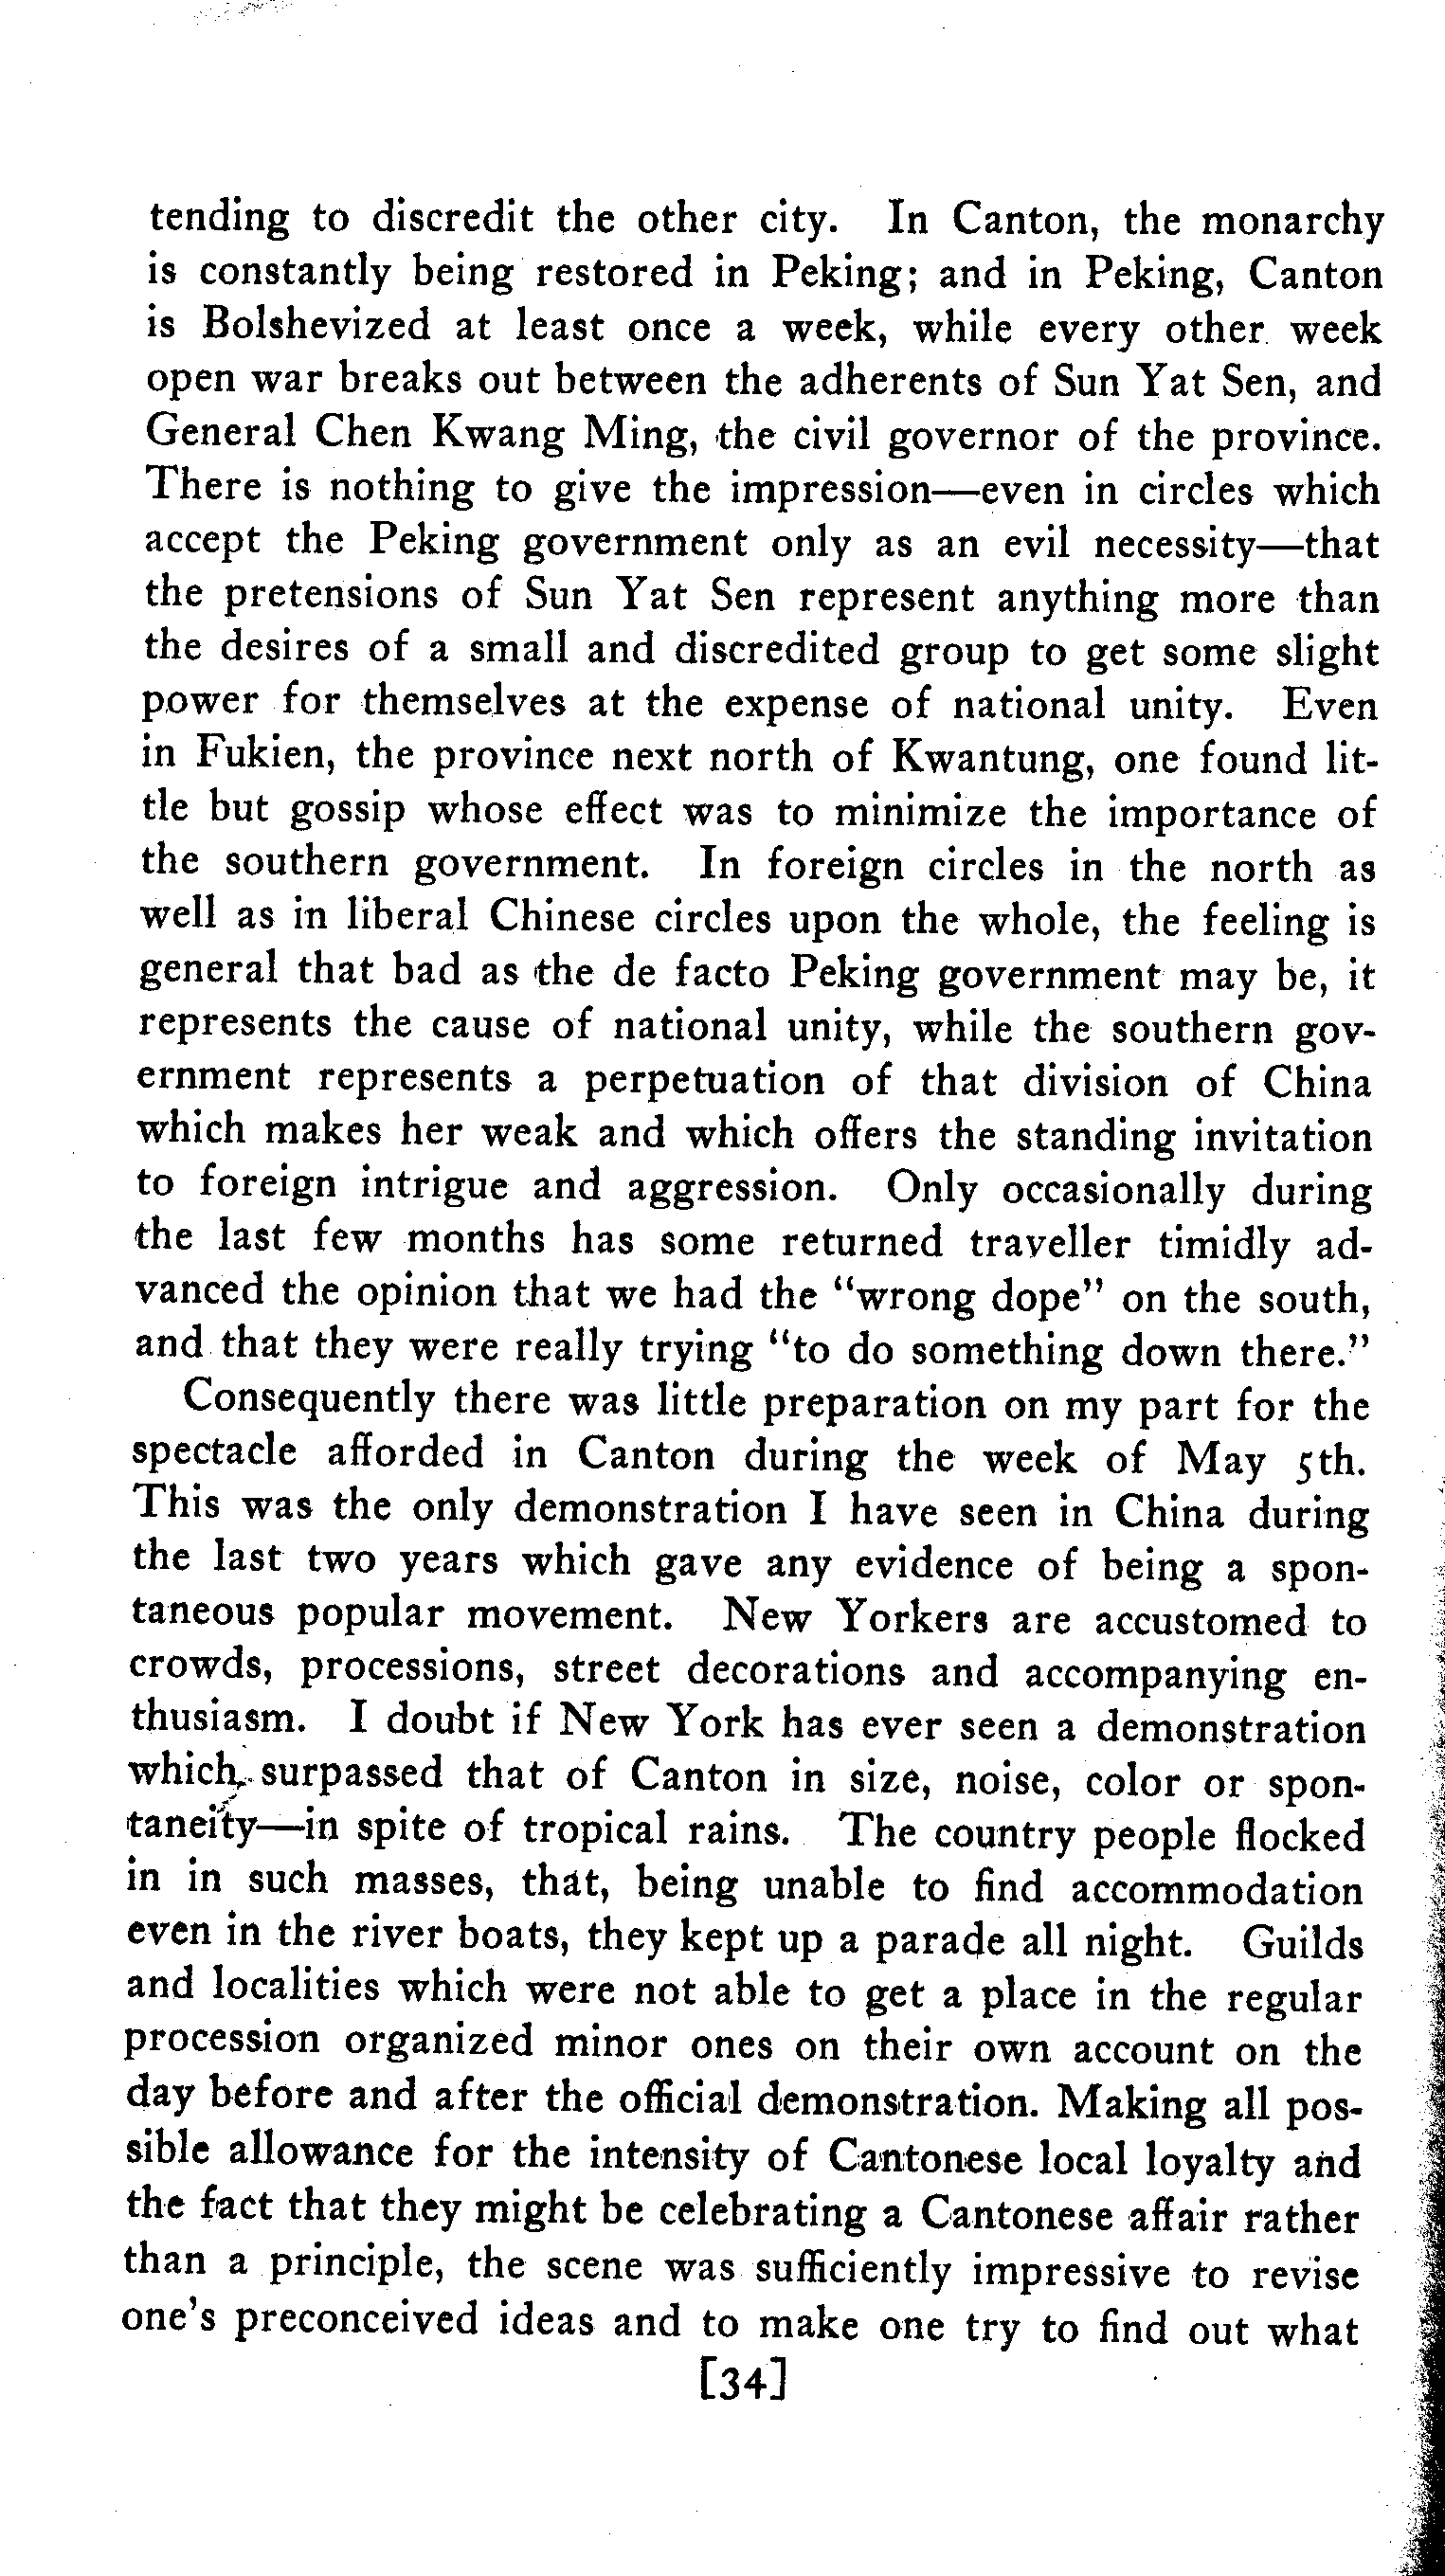 tending to discredit the other city. In Canton, the monarchy
is constantly being restored in Peking; and in Peking, Canton
is Bolshevized at least once a week, while every other week
open war breaks out between the adherents of Sun Yat Sen, and
General Chen Kwang Ming, the civil governor of the province.
There is nothing to give the impression—even in circles which
accept the Peking government only as an evil necessity—that
the pretensions of Sun Yat Sen represent anything more than
the desires of a small and discredited group to get some slight
power for themselves at the expense of national unity. Even
in Fukien, the province next north of Kwantung, one found lit-
tle but gossip whose effect was to minimize the importance of
the southern government. In foreign circles in the north as
well as in liberal Chinese circles upon the whole, the feeling is
general that bad as the de facto Peking government may be, it
represents the cause of national unity, while the southern gov-
ernment represents a perpetuation of that division of China
which makes her weak and which offers the standing invitation
to foreign intrigue and aggression. Only occasionally during
the last few months has some returned traveller timidly ad-
vanced the opinion that we had the "wrong dope" on the south,
and that they were really trying "to do something down there."
Consequently there was little preparation on my part for the
spectacle afforded in Canton during the week of May 5th.
This was the only demonstration I have seen in China during
the last two years which gave any evidence of being a spon-
taneous popular movement. New Yorkers are accustomed to
crowds, processions, street decorations and accompanying en-
thusiasm. I doubt if New York has ever seen a demonstration
which surpassed that of Canton in size, noise, color or spon-
taneity—in spite of tropical rains. The country people flocked
in in such masses, that, being unable to find accommodation
even in the river boats, they kept up a parade all night. Guilds
and localities which were not able to get a place in the regular
procession organized minor ones on their own account on the
day before and after the official demonstration. Making all pos-
sible allowance for the intensity of Cantonese local loyalty and
the fact that they might be celebrating a Cantonese affair rather
than a principle, the scene was sufficiently impressive to revise
one's preconceived ideas and to make one try to find out what
[34]